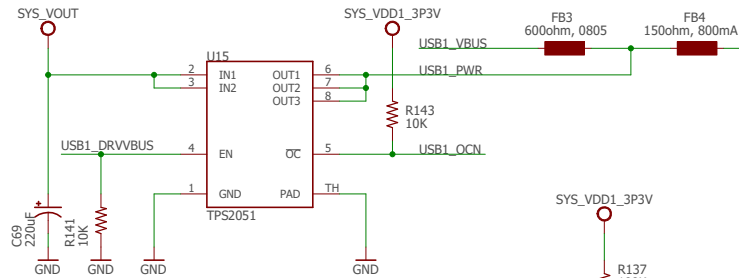 SYS_VOUT
SYS_VDD1_3P3V
FB3
600ohm, 0805
FB4
150ohm, 800mA
USB1_VBUS
U15
2 IN1 OUT1 6 USB1_PWR
3 IN2 OUT2 7
OUT3 8
R143
10K
USB1_DRVVBUS 4 EN OC 5 USB1_OCN
1 GND PAD TH
TPS2051
C69
220uF
R141
10K
GND
GND
GND
GND
SYS_VDD1_3P3V
R137